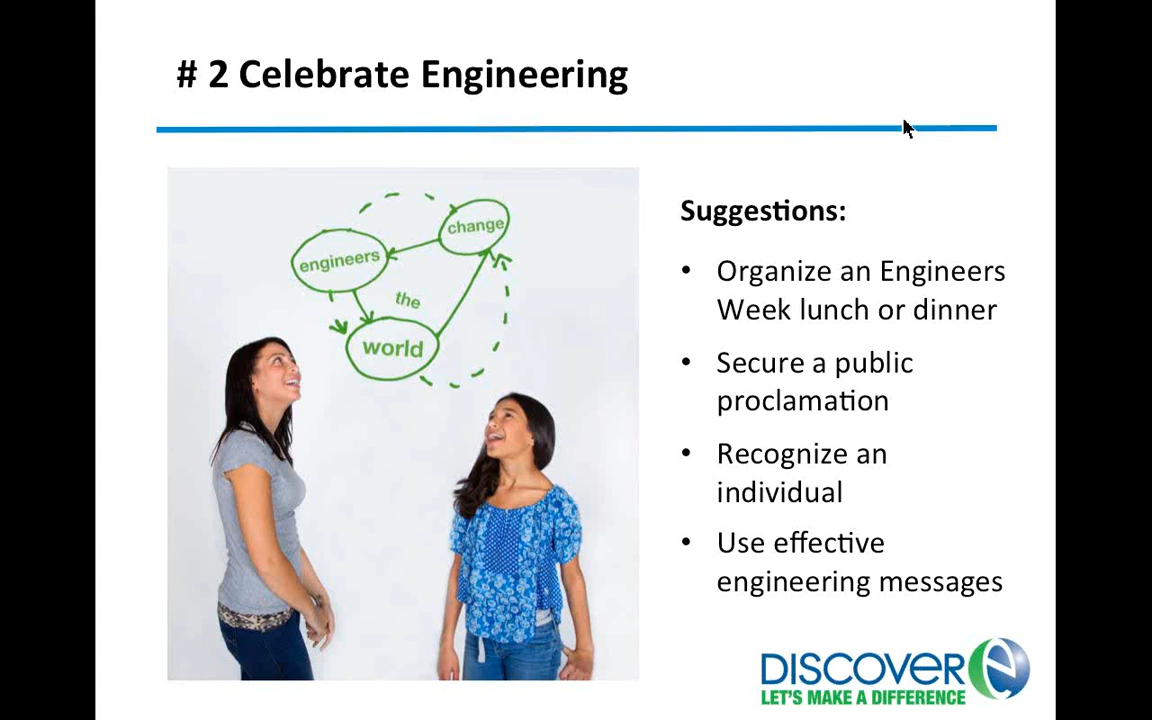 # 2 Celebrate Engineering
change
engineers
the
world
Suggestions:
• Organize an Engineers
Week lunch or dinner
• Secure a public
proclamation
• Recognize an
individual
• Use effective
engineering messages
DISCOVER e
LET'S MAKE A DIFFERENCE